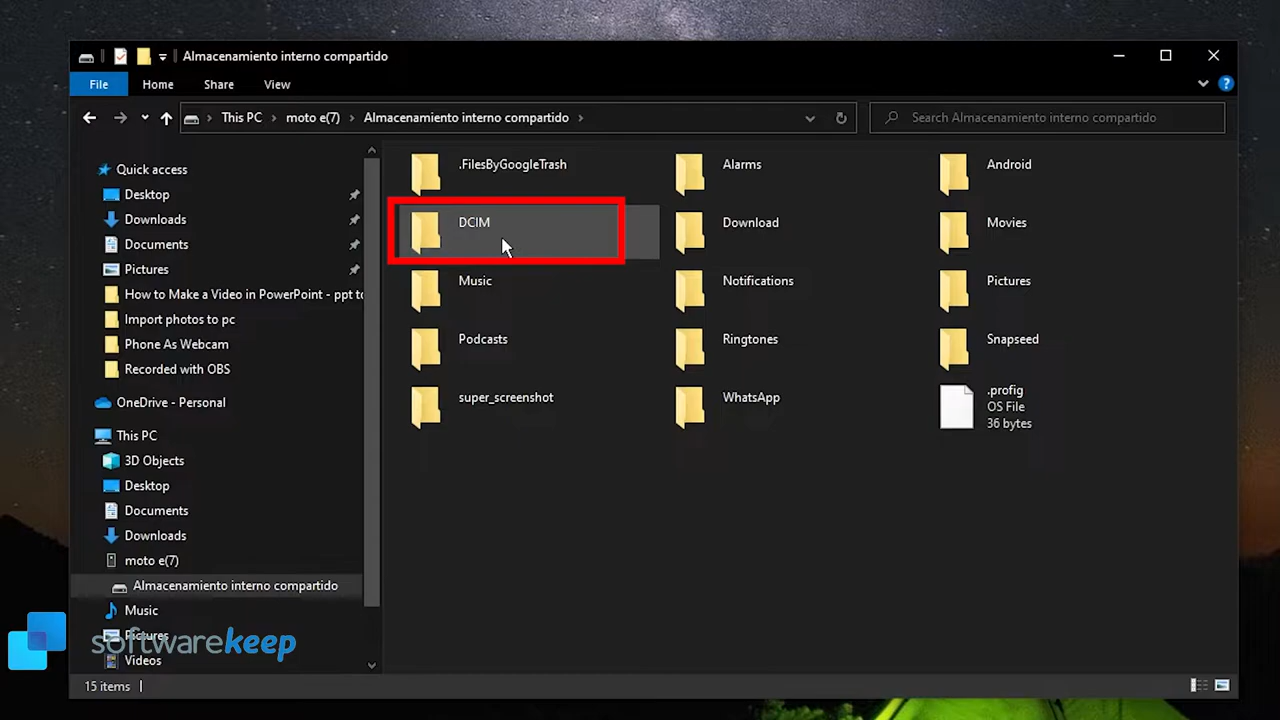 Almacenamiento interno compartido
File Home Share View
This PC > moto e(7) > Almacenamiento interno compartido >
Search Almacenamiento interno compartido
Quick access
Desktop
Downloads
Documents
Pictures
How to Make a Video in PowerPoint - ppt to
Import photos to pc
Phone As Webcam
Recorded with OBS
OneDrive - Personal
This PC
3D Objects
Desktop
Documents
Downloads
moto e(7)
Almacenamiento interno compartido
Music
Pictures
Videos
.FilesByGoogleTrash
Alarms
Android
DCIM
Download
Movies
Music
Notifications
Pictures
Podcasts
Ringtones
Snapseed
super_screenshot
WhatsApp
.profig
OS File
36 bytes
softwarekeep
15 items